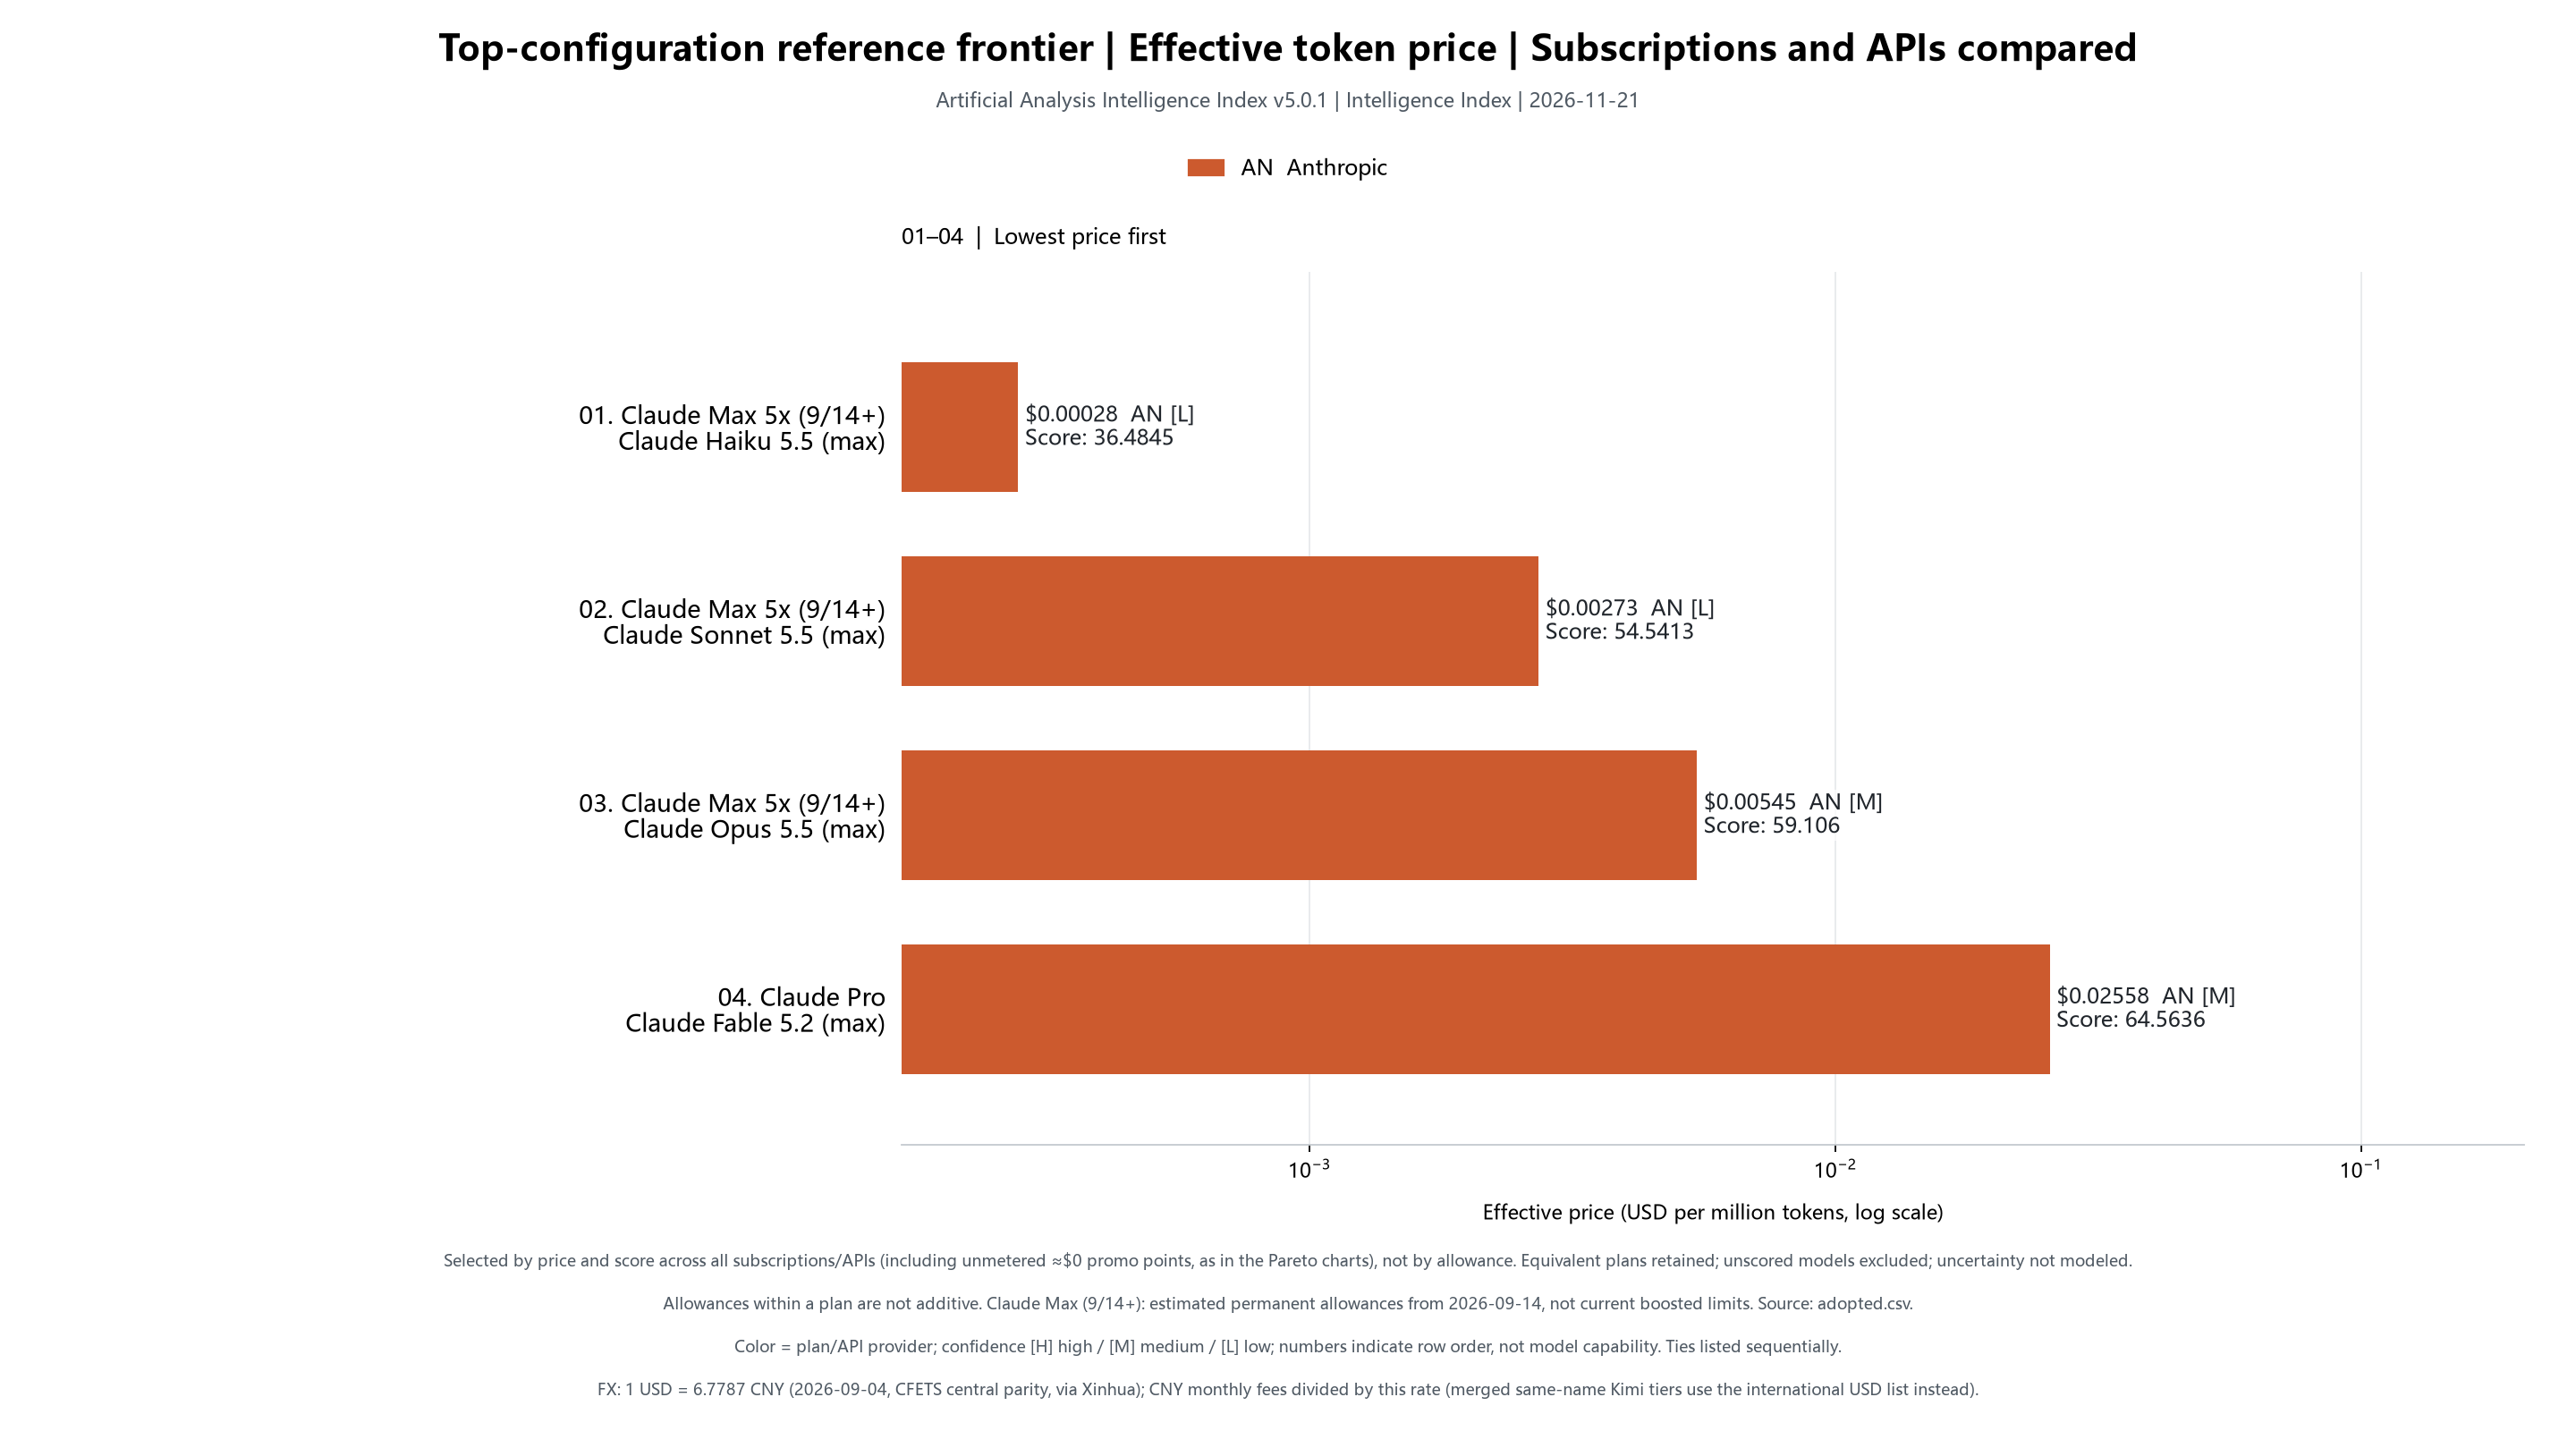 Top-configuration reference frontier | Effective token price | Subscriptions and APIs compared
Artificial Analysis Intelligence Index v5.0.1 | Intelligence Index | 2026-11-21
AN  Anthropic
01–04 | Lowest price first
01. Claude Max 5x (9/14+)
Claude Haiku 5.5 (max)
$0.00028  AN [L]
Score: 36.4845
02. Claude Max 5x (9/14+)
Claude Sonnet 5.5 (max)
$0.00273  AN [L]
Score: 54.5413
03. Claude Max 5x (9/14+)
Claude Opus 5.5 (max)
$0.00545  AN [M]
Score: 59.106
04. Claude Pro
Claude Fable 5.2 (max)
$0.02558  AN [M]
Score: 64.5636
10⁻³
10⁻²
10⁻¹
Effective price (USD per million tokens, log scale)
Selected by price and score across all subscriptions/APIs (including unmetered ≈$0 promo points, as in the Pareto charts), not by allowance. Equivalent plans retained; unscored models excluded; uncertainty not modeled.
Allowances within a plan are not additive. Claude Max (9/14+): estimated permanent allowances from 2026-09-14, not current boosted limits. Source: adopted.csv.
Color = plan/API provider; confidence [H] high / [M] medium / [L] low; numbers indicate row order, not model capability. Ties listed sequentially.
FX: 1 USD = 6.7787 CNY (2026-09-04, CFETS central parity, via Xinhua); CNY monthly fees divided by this rate (merged same-name Kimi tiers use the international USD list instead).